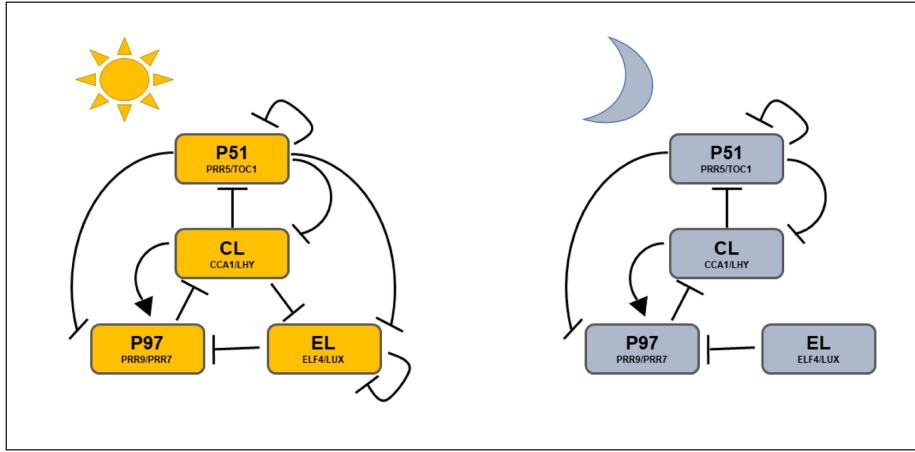 P51
PRR5/TOC1
CL
CCA1/LHY
P97
PRR9/PRR7
EL
ELF4/LUX
P51
PRR5/TOC1
CL
CCA1/LHY
P97
PRR9/PRR7
EL
ELF4/LUX